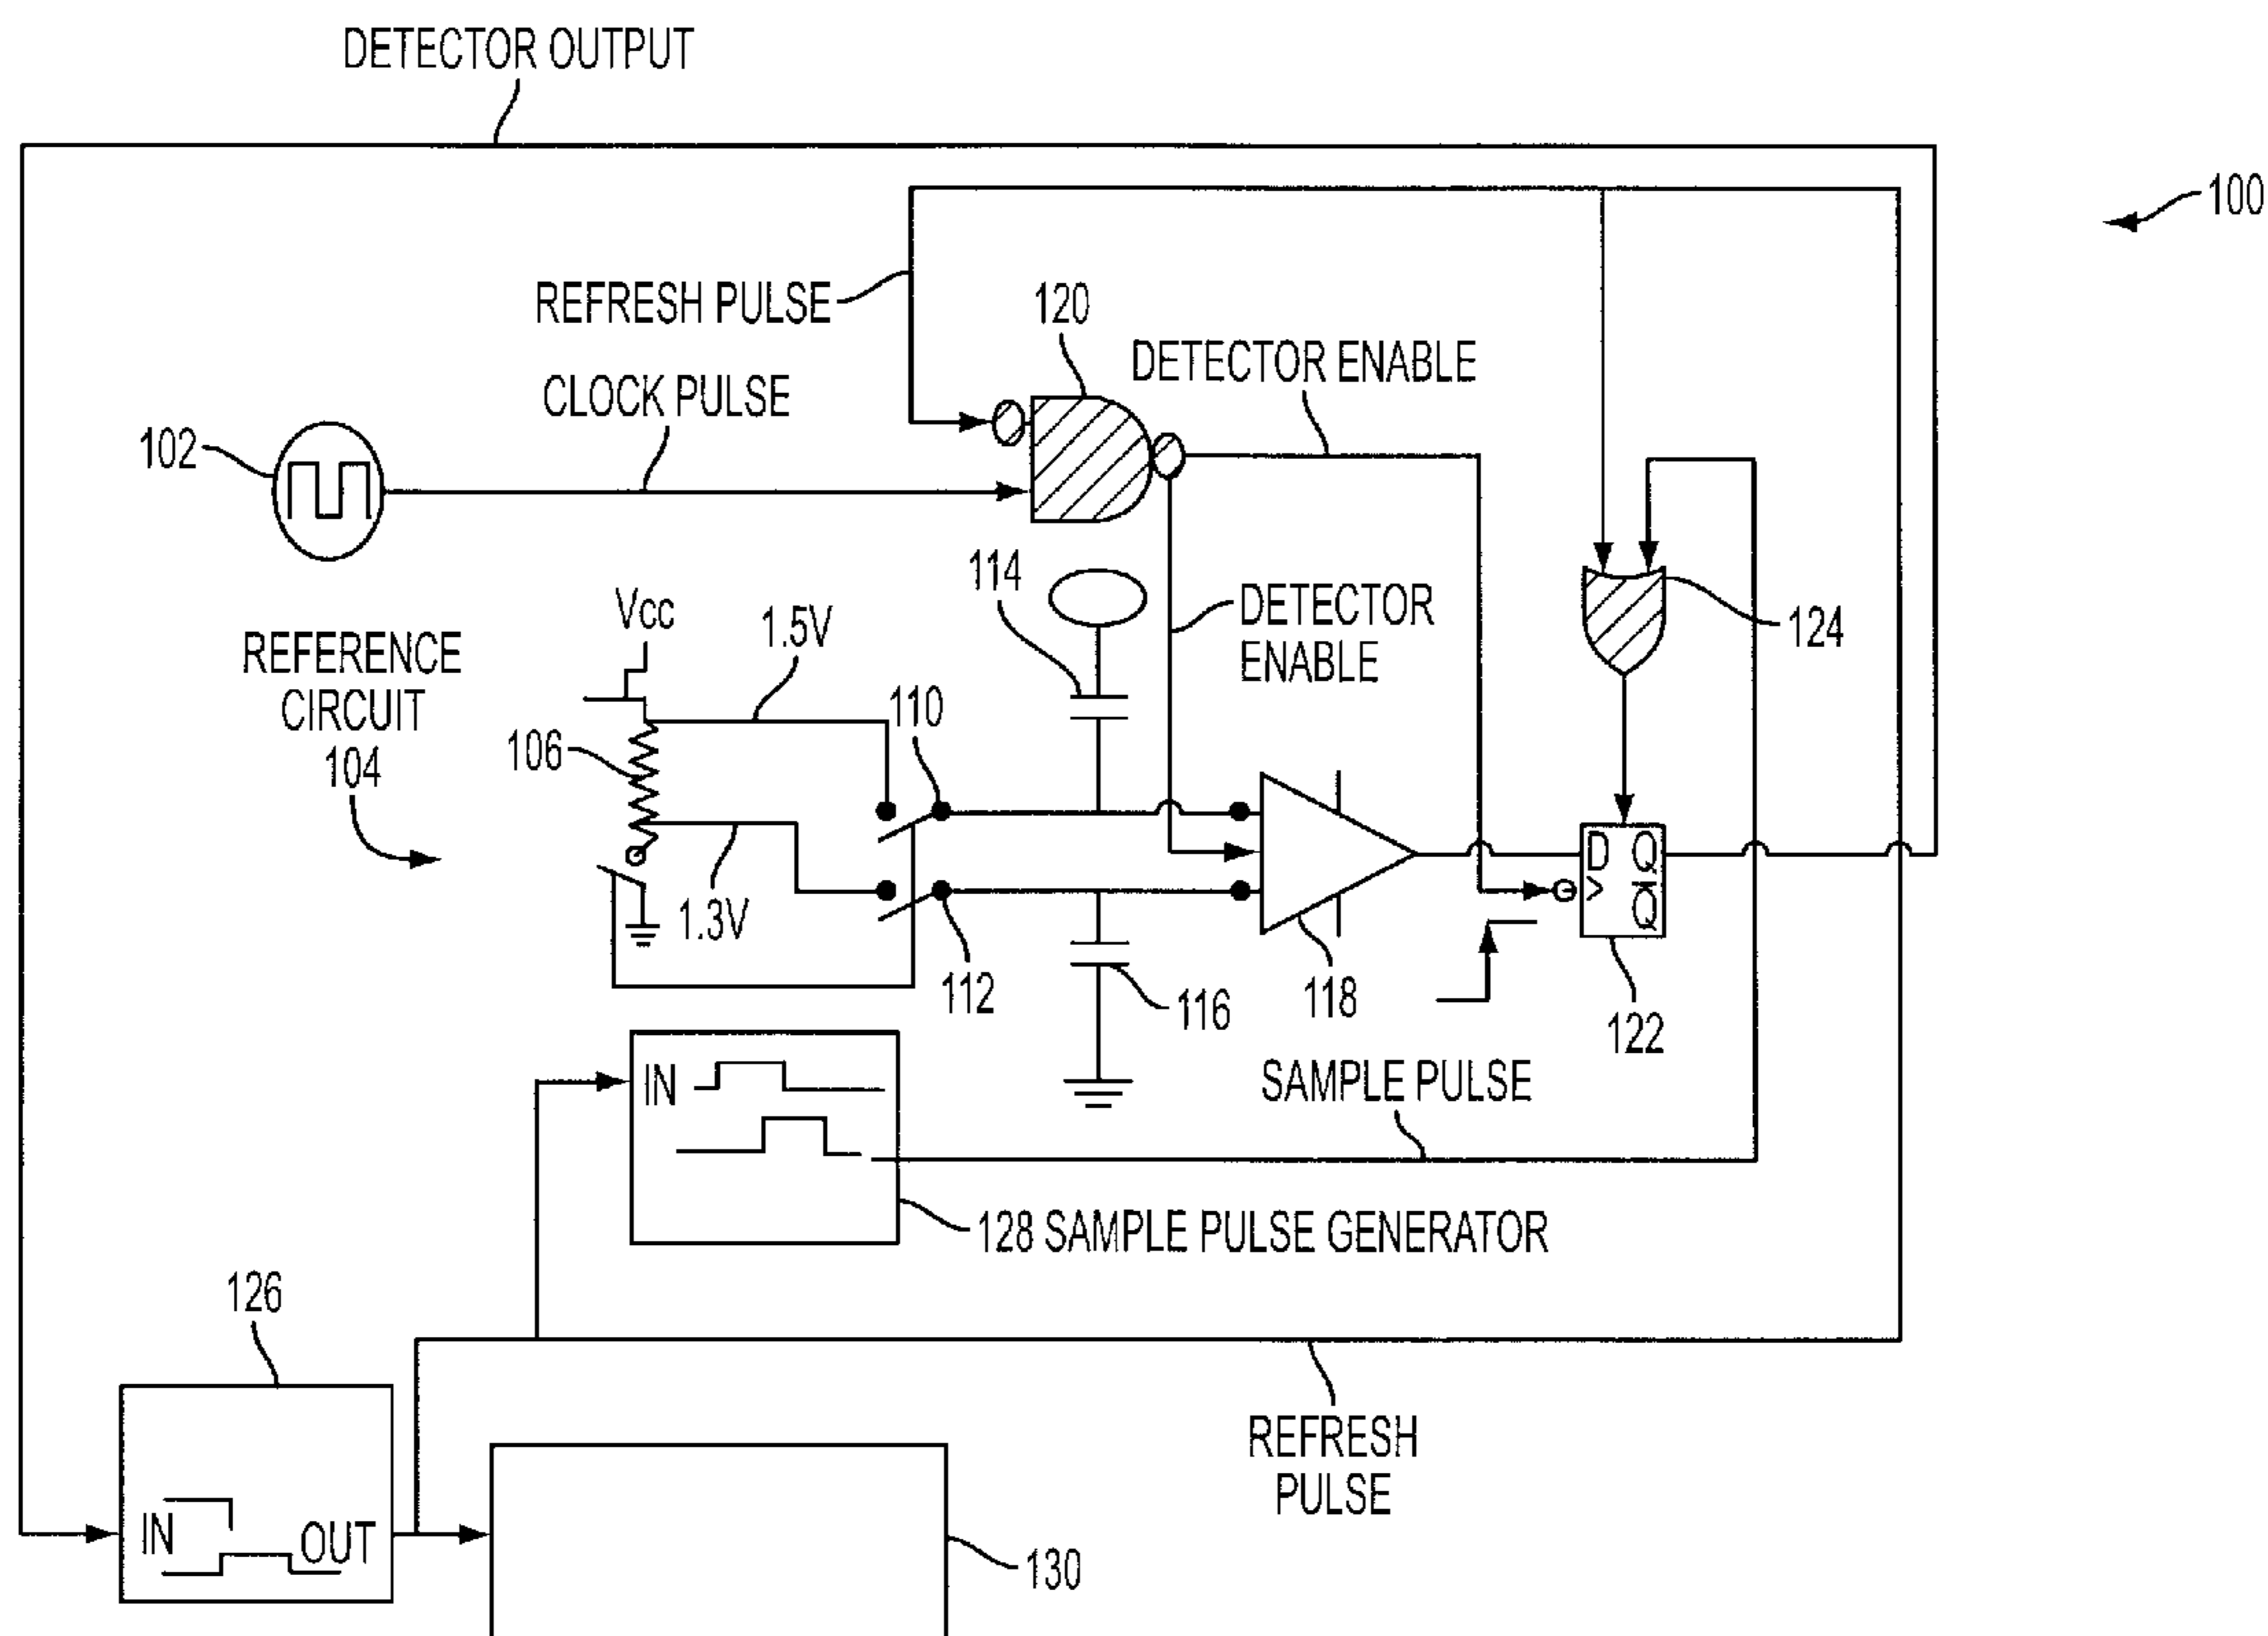 DETECTOR OUTPUT
100
REFRESH PULSE
120
DETECTOR ENABLE
CLOCK PULSE
102
114
DETECTOR
ENABLE
124
Vcc
1.5V
REFERENCE
CIRCUIT
104
106
110
D Q
> Q̅
1.3V
112
116
118
122
IN
SAMPLE PULSE
128 SAMPLE PULSE GENERATOR
126
REFRESH
PULSE
IN OUT
130